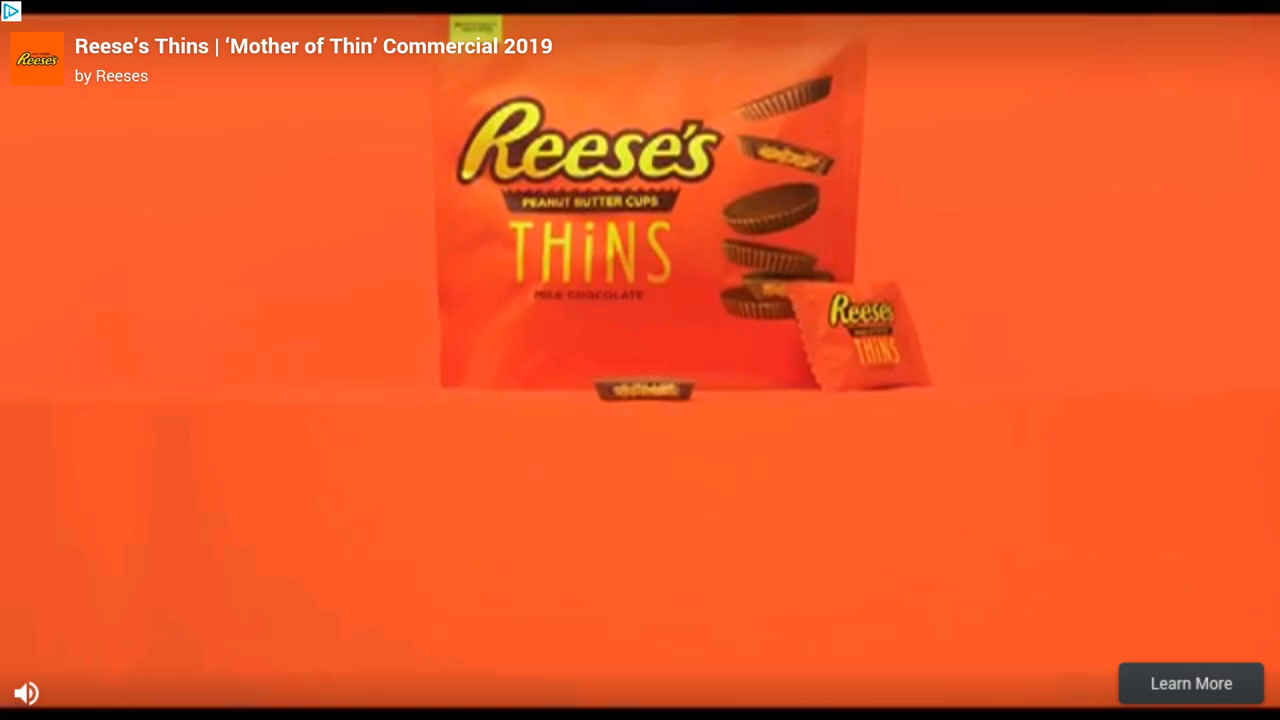 Reese's Thins | ‘Mother of Thin’ Commercial 2019
by Reeses
Reese's
Reese's
PEANUT BUTTER CUPS
THiNS
MILK CHOCOLATE
Reese's
THiNS
Learn More